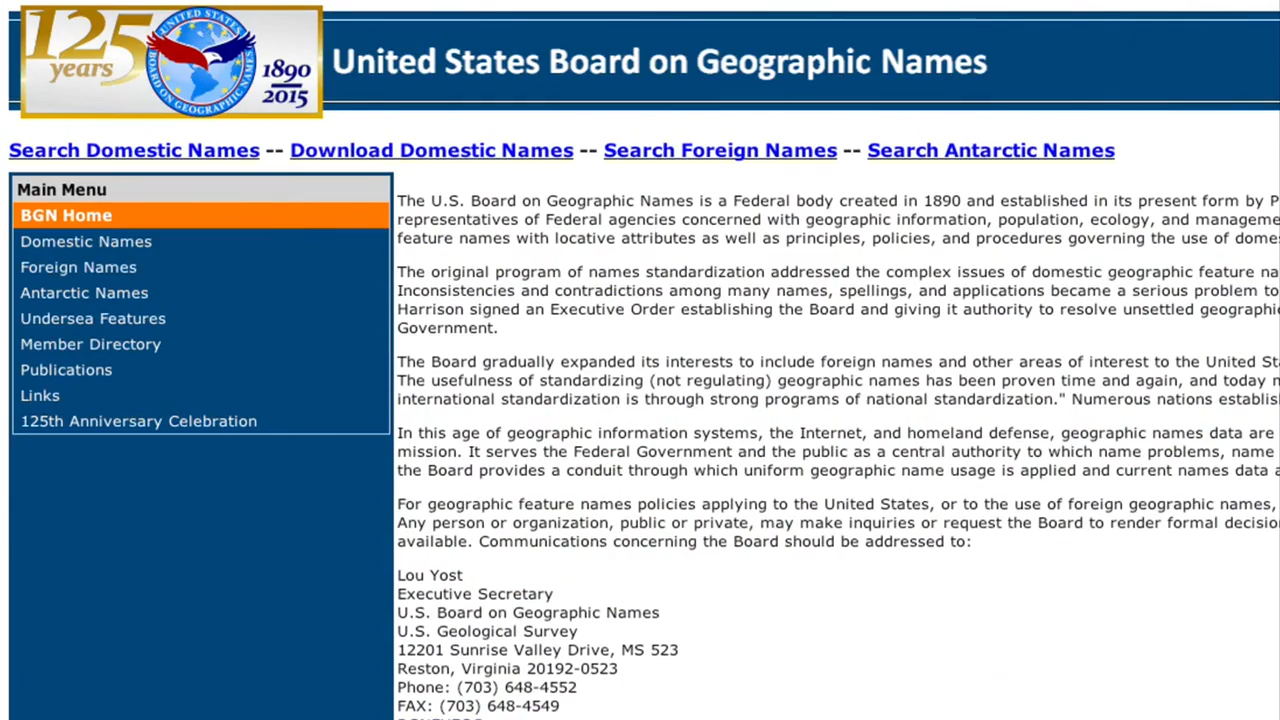 125
years
UNITED STATES
BOARD ON GEOGRAPHIC NAMES
1890
2015
United States Board on Geographic Names
Search Domestic Names -- Download Domestic Names -- Search Foreign Names -- Search Antarctic Names
Main Menu
BGN Home
Domestic Names
Foreign Names
Antarctic Names
Undersea Features
Member Directory
Publications
Links
125th Anniversary Celebration
The U.S. Board on Geographic Names is a Federal body created in 1890 and established in its present form by P
representatives of Federal agencies concerned with geographic information, population, ecology, and manageme
feature names with locative attributes as well as principles, policies, and procedures governing the use of dome
The original program of names standardization addressed the complex issues of domestic geographic feature na
Inconsistencies and contradictions among many names, spellings, and applications became a serious problem to
Harrison signed an Executive Order establishing the Board and giving it authority to resolve unsettled geographi
Government.
The Board gradually expanded its interests to include foreign names and other areas of interest to the United St
The usefulness of standardizing (not regulating) geographic names has been proven time and again, and today
international standardization is through strong programs of national standardization." Numerous nations establis
In this age of geographic information systems, the Internet, and homeland defense, geographic names data are
mission. It serves the Federal Government and the public as a central authority to which name problems, name
the Board provides a conduit through which uniform geographic name usage is applied and current names data
For geographic feature names policies applying to the United States, or to the use of foreign geographic names,
Any person or organization, public or private, may make inquiries or request the Board to render formal decisio
available. Communications concerning the Board should be addressed to:
Lou Yost
Executive Secretary
U.S. Board on Geographic Names
U.S. Geological Survey
12201 Sunrise Valley Drive, MS 523
Reston, Virginia 20192-0523
Phone: (703) 648-4552
FAX: (703) 648-4549